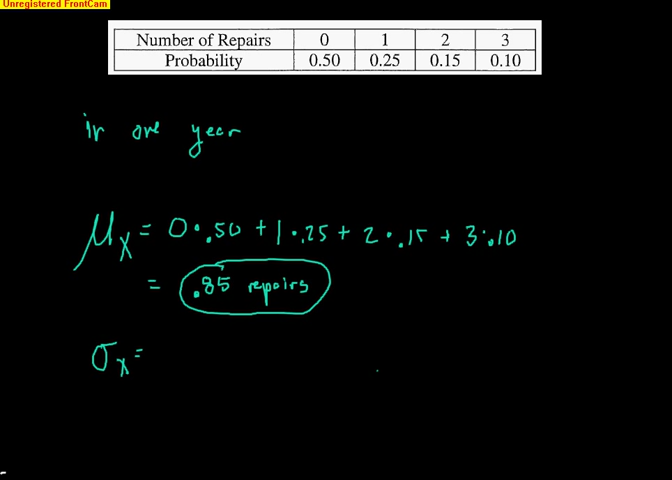 Unregistered FrontCam
Number of Repairs 0 1 2 3
Probability 0.50 0.25 0.15 0.10
in one year
μx = 0·.50 + 1·.25 + 2·.15 + 3·.10
= .85 repairs
σx =